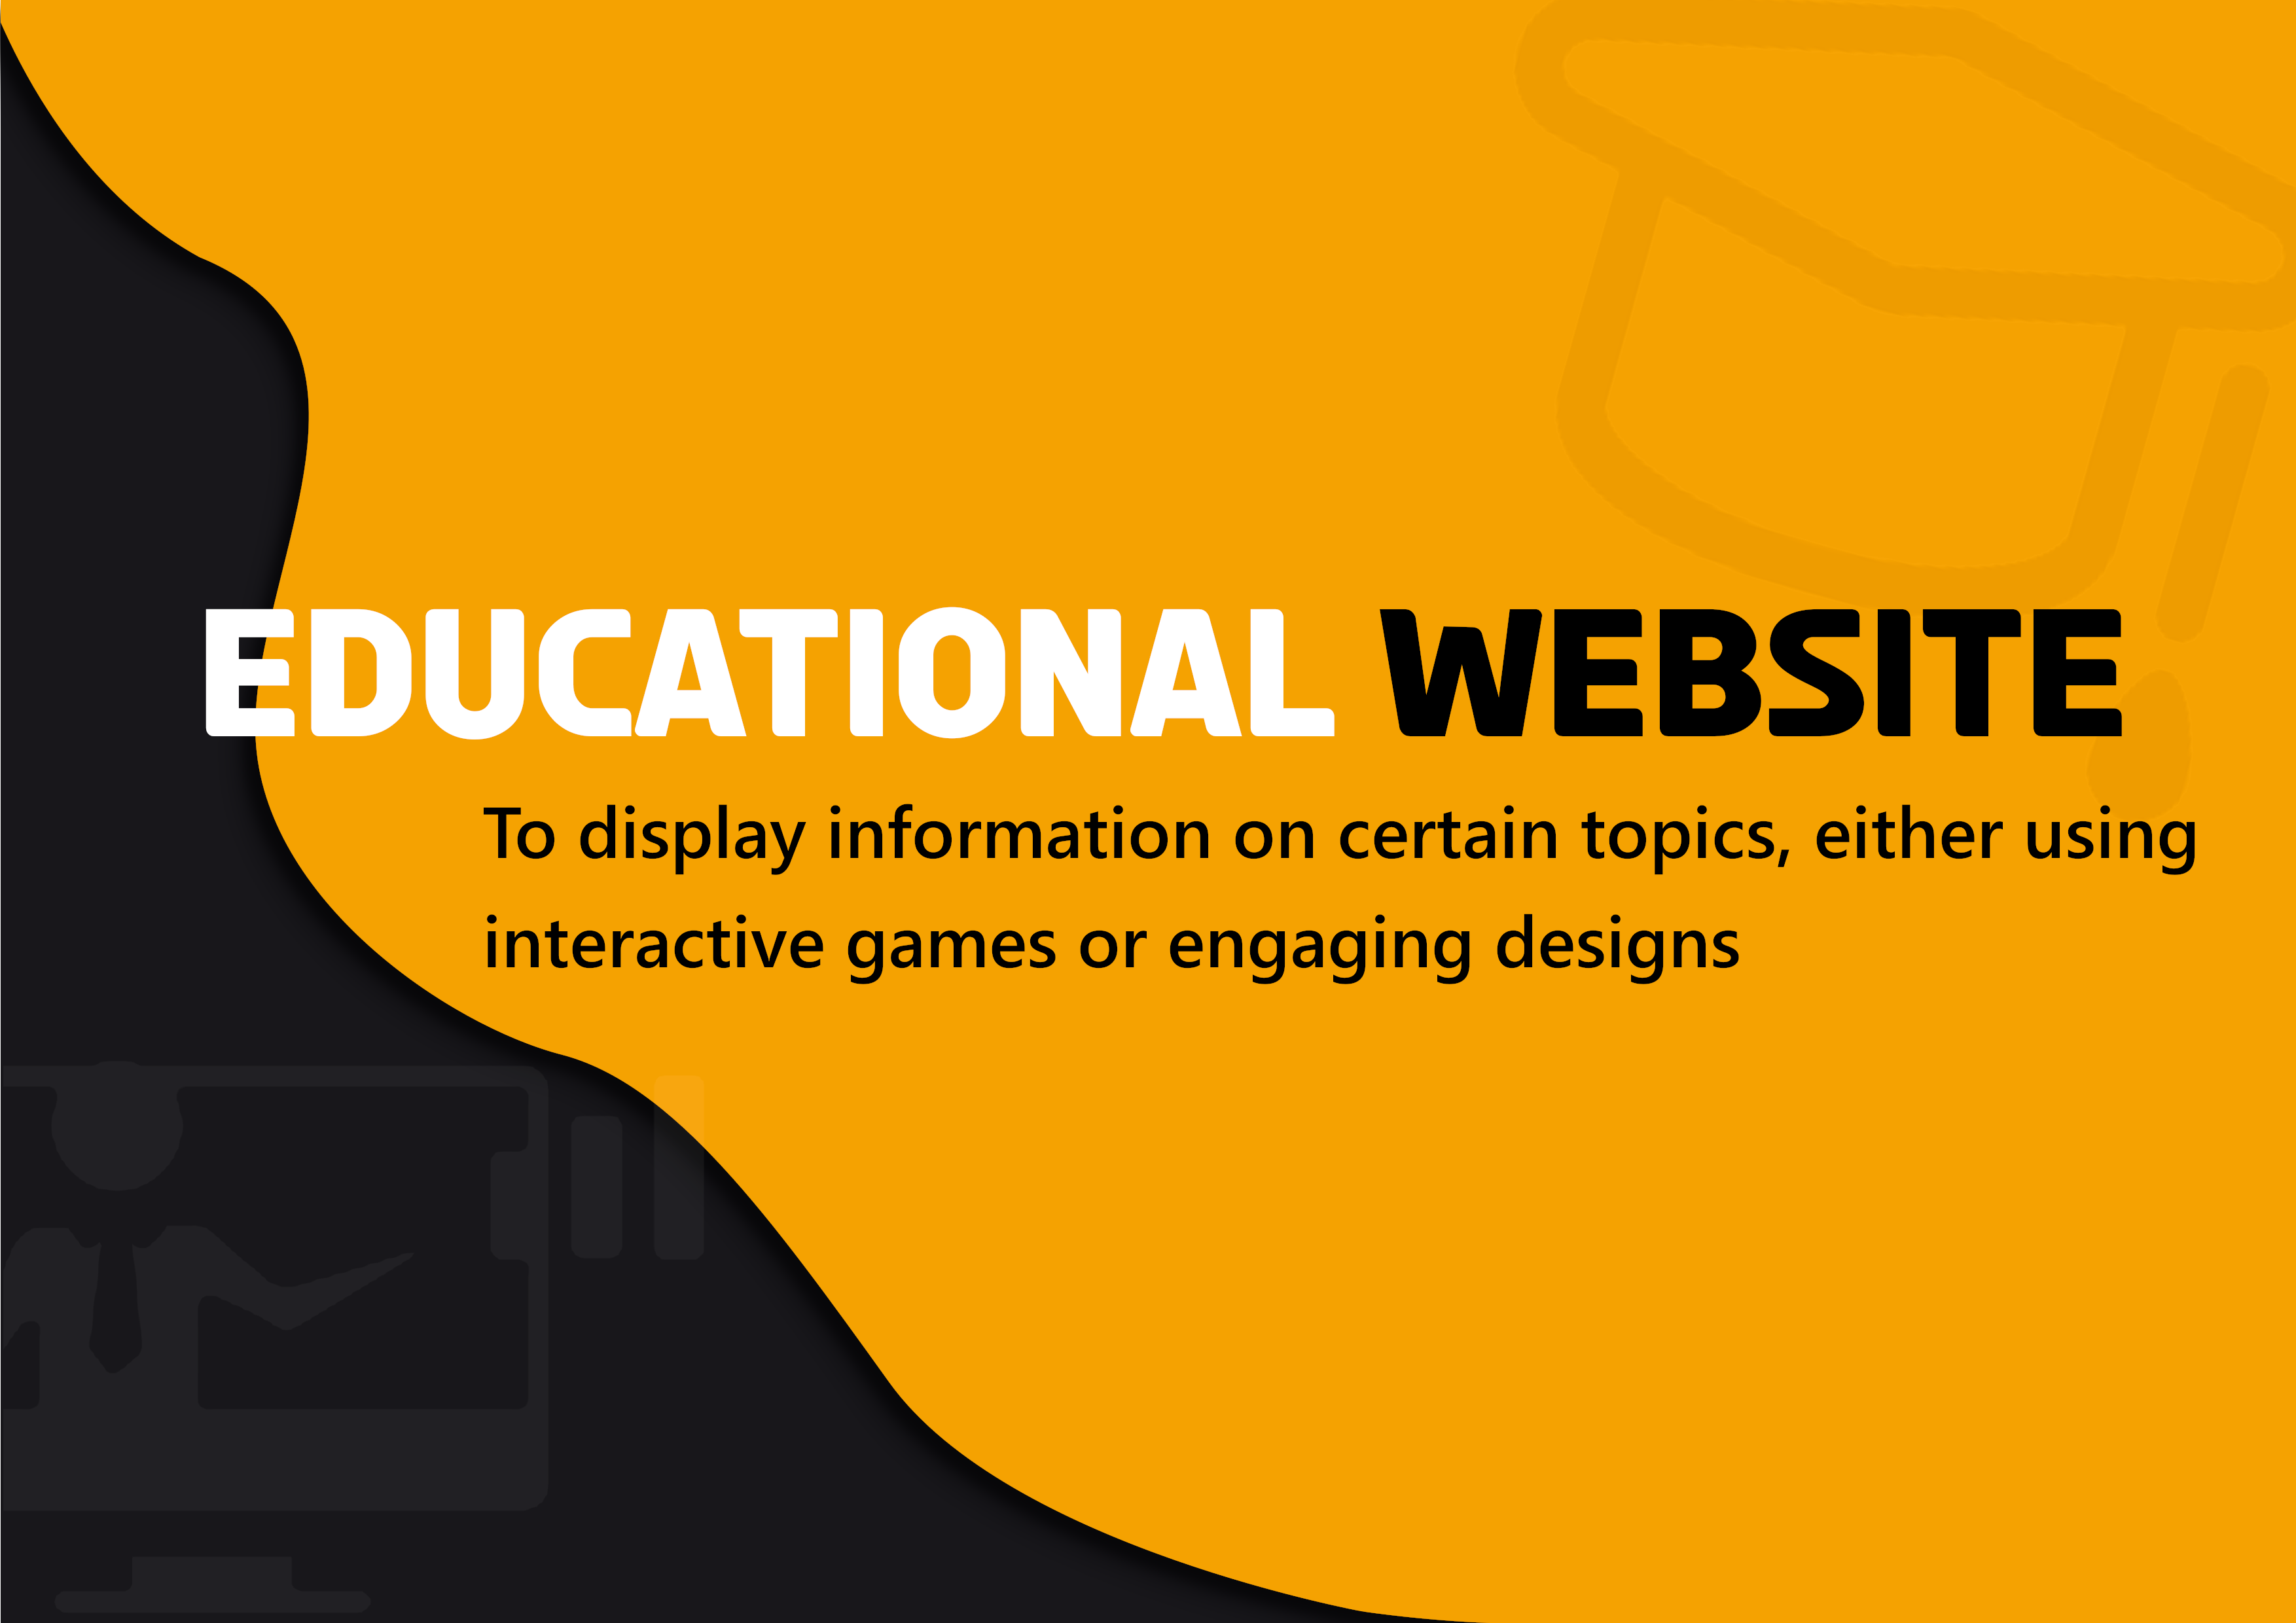 EDUCATIONAL WEBSITE
To display information on certain topics, either using
interactive games or engaging designs